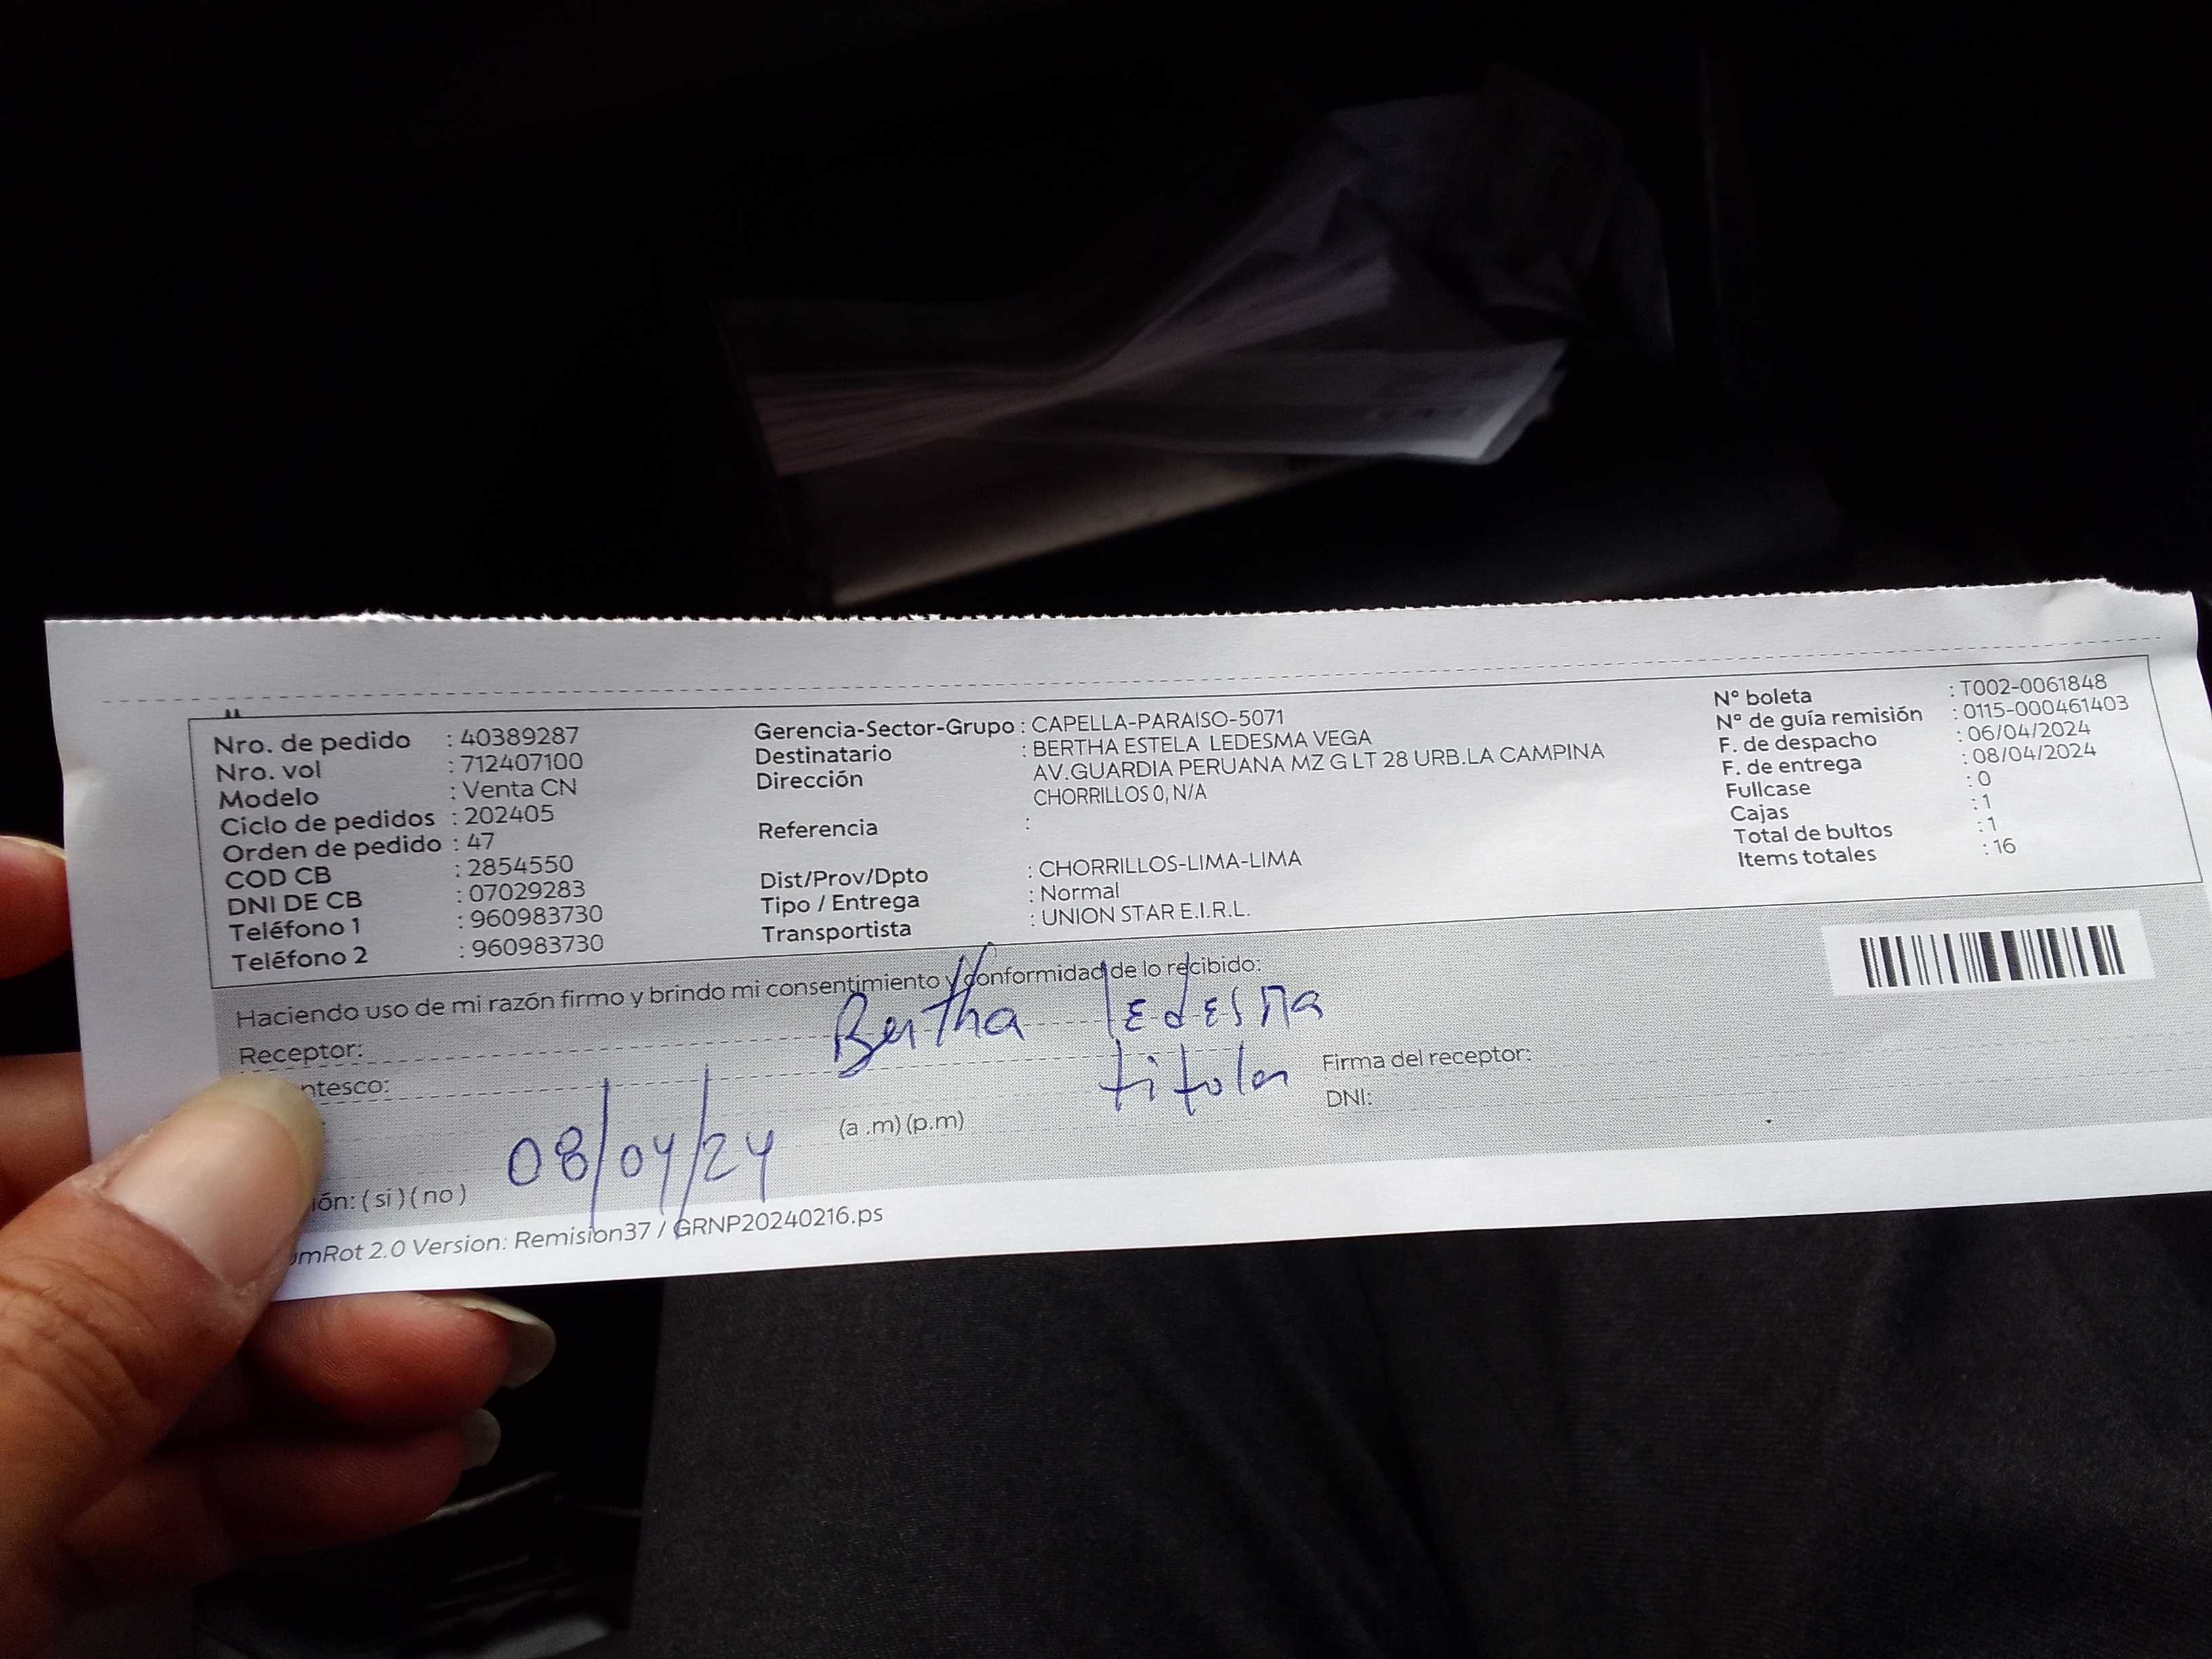 Nro. de pedido : 40389287
Nro. vol : 712407100
Modelo : Venta CN
Ciclo de pedidos : 202405
Orden de pedido : 47
COD CB : 2854550
DNI DE CB : 07029283
Teléfono 1 : 960983730
Teléfono 2 : 960983730
Gerencia-Sector-Grupo : CAPELLA-PARAISO-5071
Destinatario : BERTHA ESTELA LEDESMA VEGA
Dirección AV.GUARDIA PERUANA MZ G LT 28 URB.LA CAMPINA
CHORRILLOS 0, N/A
Referencia :
Dist/Prov/Dpto : CHORRILLOS-LIMA-LIMA
Tipo / Entrega : Normal
Transportista : UNION STAR E.I.R.L.
N° boleta : T002-0061848
N° de guía remisión : 0115-000461403
F. de despacho : 06/04/2024
F. de entrega : 08/04/2024
Fullcase : 0
Cajas : 1
Total de bultos : 1
Items totales : 16
Haciendo uso de mi razón firmo y brindo mi consentimiento y conformidad de lo recibido:
Receptor: Bertha Ledesma
ntesco: titular
Firma del receptor:
DNI:
08/04/24 (a .m) (p.m)
ión: ( si ) ( no )
omRot 2.0 Version: Remision37 / GRNP20240216.ps